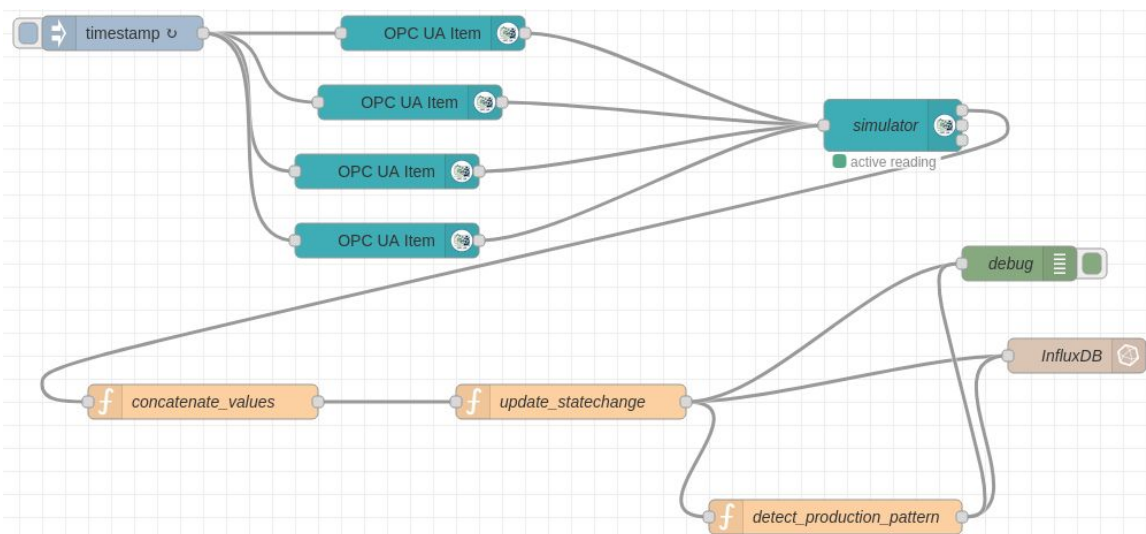 timestamp ↻
OPC UA Item
OPC UA Item
simulator
active reading
OPC UA Item
OPC UA Item
debug
InfluxDB
concatenate_values
update_statechange
detect_production_pattern